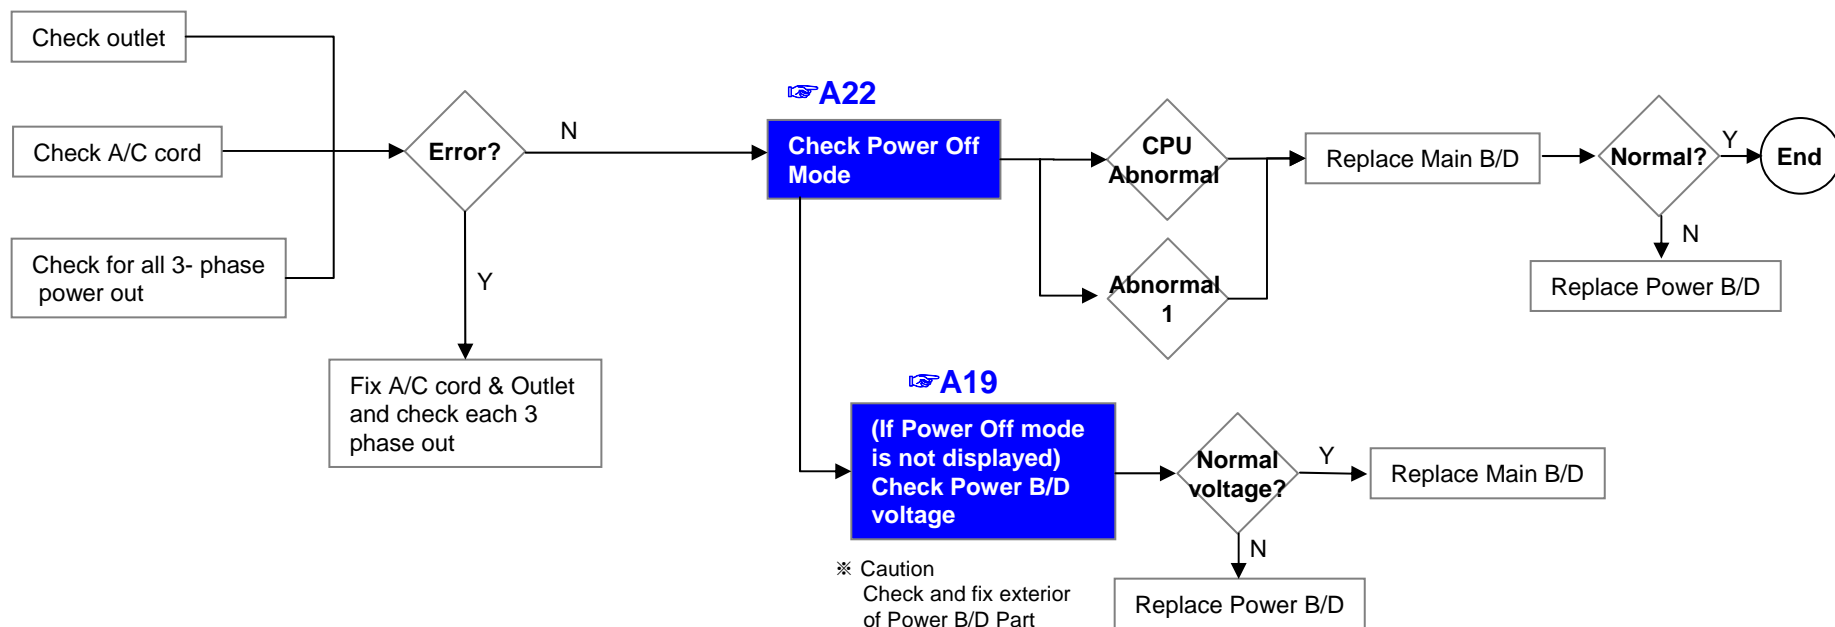 Check outlet
Check A/C cord
Check for all 3- phase
power out
Error?
N
Y
Fix A/C cord & Outlet
and check each 3
phase out
☞A22
Check Power Off
Mode
CPU
Abnormal
Abnormal
1
Replace Main B/D
Normal?
Y
End
N
Replace Power B/D
☞A19
(If Power Off mode
is not displayed)
Check Power B/D
voltage
※ Caution
Check and fix exterior
of Power B/D Part
Normal
voltage?
Y
Replace Main B/D
N
Replace Power B/D